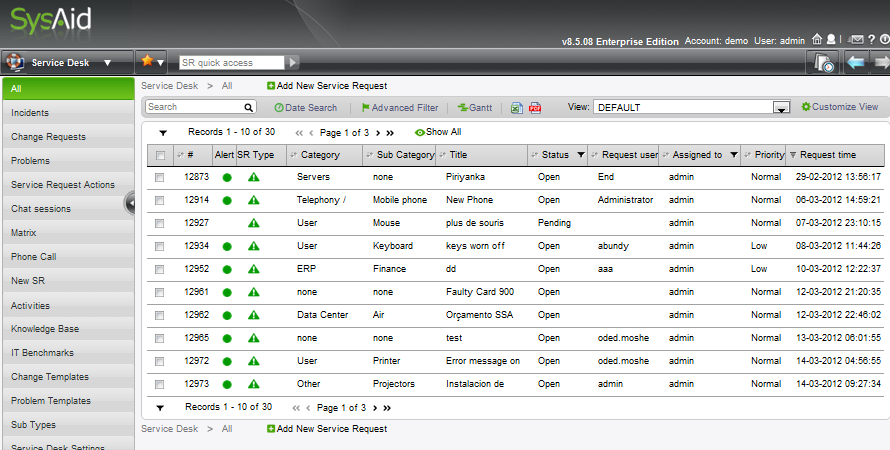 SysAid
v8.5.08 Enterprise Edition Account: demo User: admin
Service Desk SR quick access
All
Incidents
Change Requests
Problems
Service Request Actions
Chat sessions
Matrix
Phone Call
New SR
Activities
Knowledge Base
IT Benchmarks
Change Templates
Problem Templates
Sub Types
Service Desk Settings
Service Desk > All Add New Service Request
Search Date Search Advanced Filter Gantt PDF View: DEFAULT Customize View
Records 1 - 10 of 30 « < Page 1 of 3 > » Show All
# Alert SR Type Category Sub Category Title Status Request user Assigned to Priority Request time
12873 Servers none Piriyanka Open End admin Normal 29-02-2012 13:56:17
12914 Telephony / Mobile phone New Phone Open Administrator admin Normal 06-03-2012 14:59:21
12927 User Mouse plus de souris Pending admin Normal 07-03-2012 23:10:15
12934 User Keyboard keys worn off Open abundy admin Low 08-03-2012 11:44:26
12952 ERP Finance dd Open aaa admin Low 10-03-2012 12:22:37
12961 none none Faulty Card 900 Open admin Normal 12-03-2012 21:20:35
12962 Data Center Air Orçamento SSA Open admin Normal 12-03-2012 22:46:02
12965 none none test Open oded.moshe admin Normal 13-03-2012 06:01:55
12972 User Printer Error message on Open oded.moshe admin Normal 14-03-2012 04:56:55
12973 Other Projectors Instalacion de Open admin admin Normal 14-03-2012 09:27:34
Records 1 - 10 of 30 « < Page 1 of 3 > »
Service Desk > All Add New Service Request